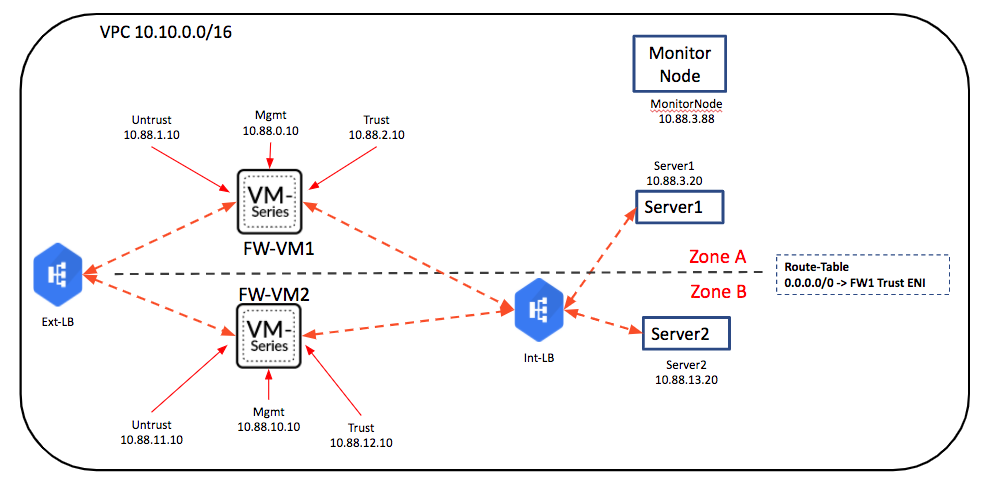 VPC 10.10.0.0/16
Monitor
Node
MonitorNode
10.88.3.88
Untrust
10.88.1.10
Mgmt
10.88.0.10
Trust
10.88.2.10
VM-
Series
FW-VM1
Server1
10.88.3.20
Server1
Zone A
Zone B
Route-Table
0.0.0.0/0 -> FW1 Trust ENI
Ext-LB
FW-VM2
VM-
Series
Int-LB
Server2
Server2
10.88.13.20
Untrust
10.88.11.10
Mgmt
10.88.10.10
Trust
10.88.12.10